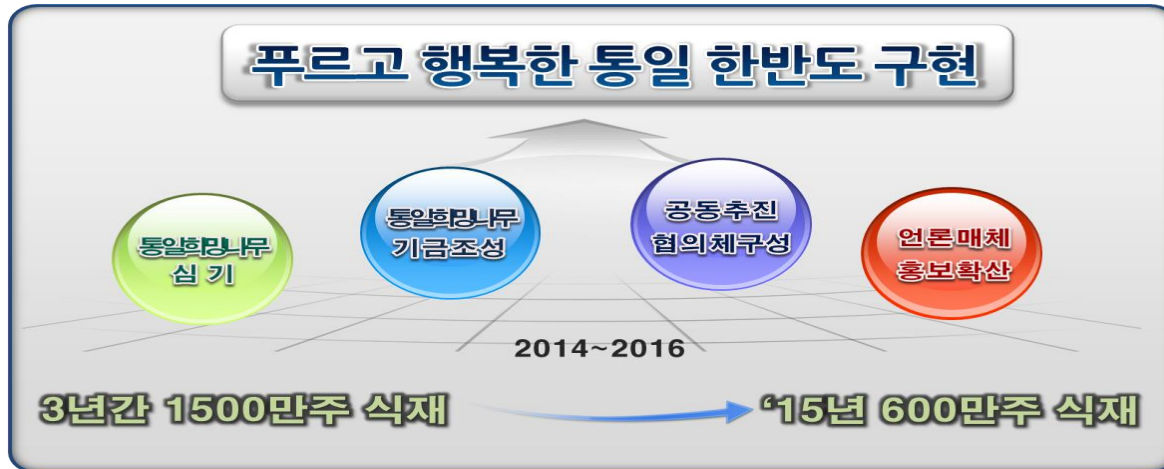 푸르고 행복한 통일 한반도 구현
통일희망나무
심 기
통일희망나무
기금조성
공동추진
협의체구성
언론매체
홍보확산
2014~2016
3년간 1500만주 식재
‘15년 600만주 식재